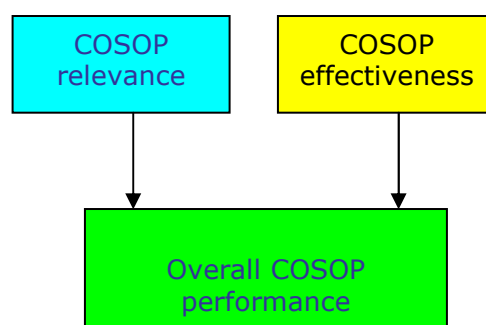 COSOP
relevance
COSOP
effectiveness
Overall COSOP
performance